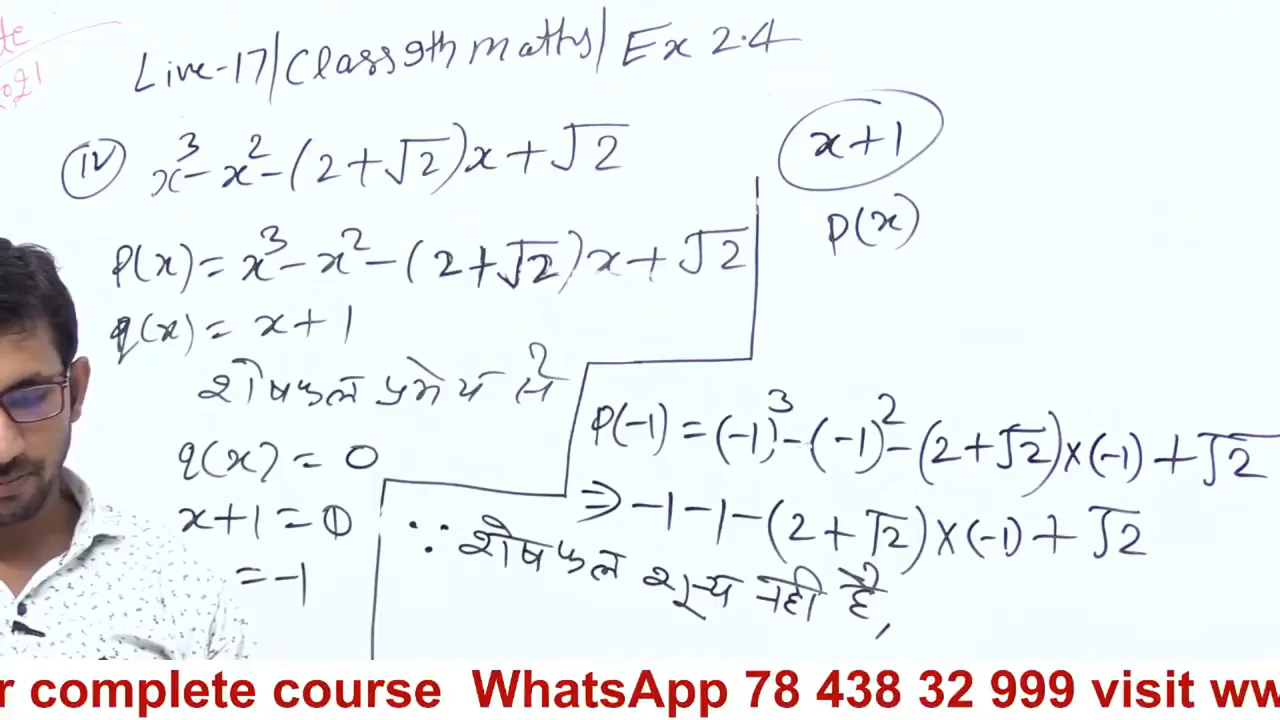 te
2021
Live-17/Class 9th maths/Ex 2.4
(iv) x³-x²-(2+√2)x+√2
x+1
p(x)
p(x)=x³-x²-(2+√2)x+√2
q(x)= x+1
शेषफल प्रमेय से
q(x)=0
x+1=0
=-1
p(-1)=(-1)³-(-1)²-(2+√2)×(-1)+√2
⇒-1-1-(2+√2)×(-1)+√2
∵ शेषफल शून्य नहीं है,
r complete course WhatsApp 78 438 32 999 visit ww